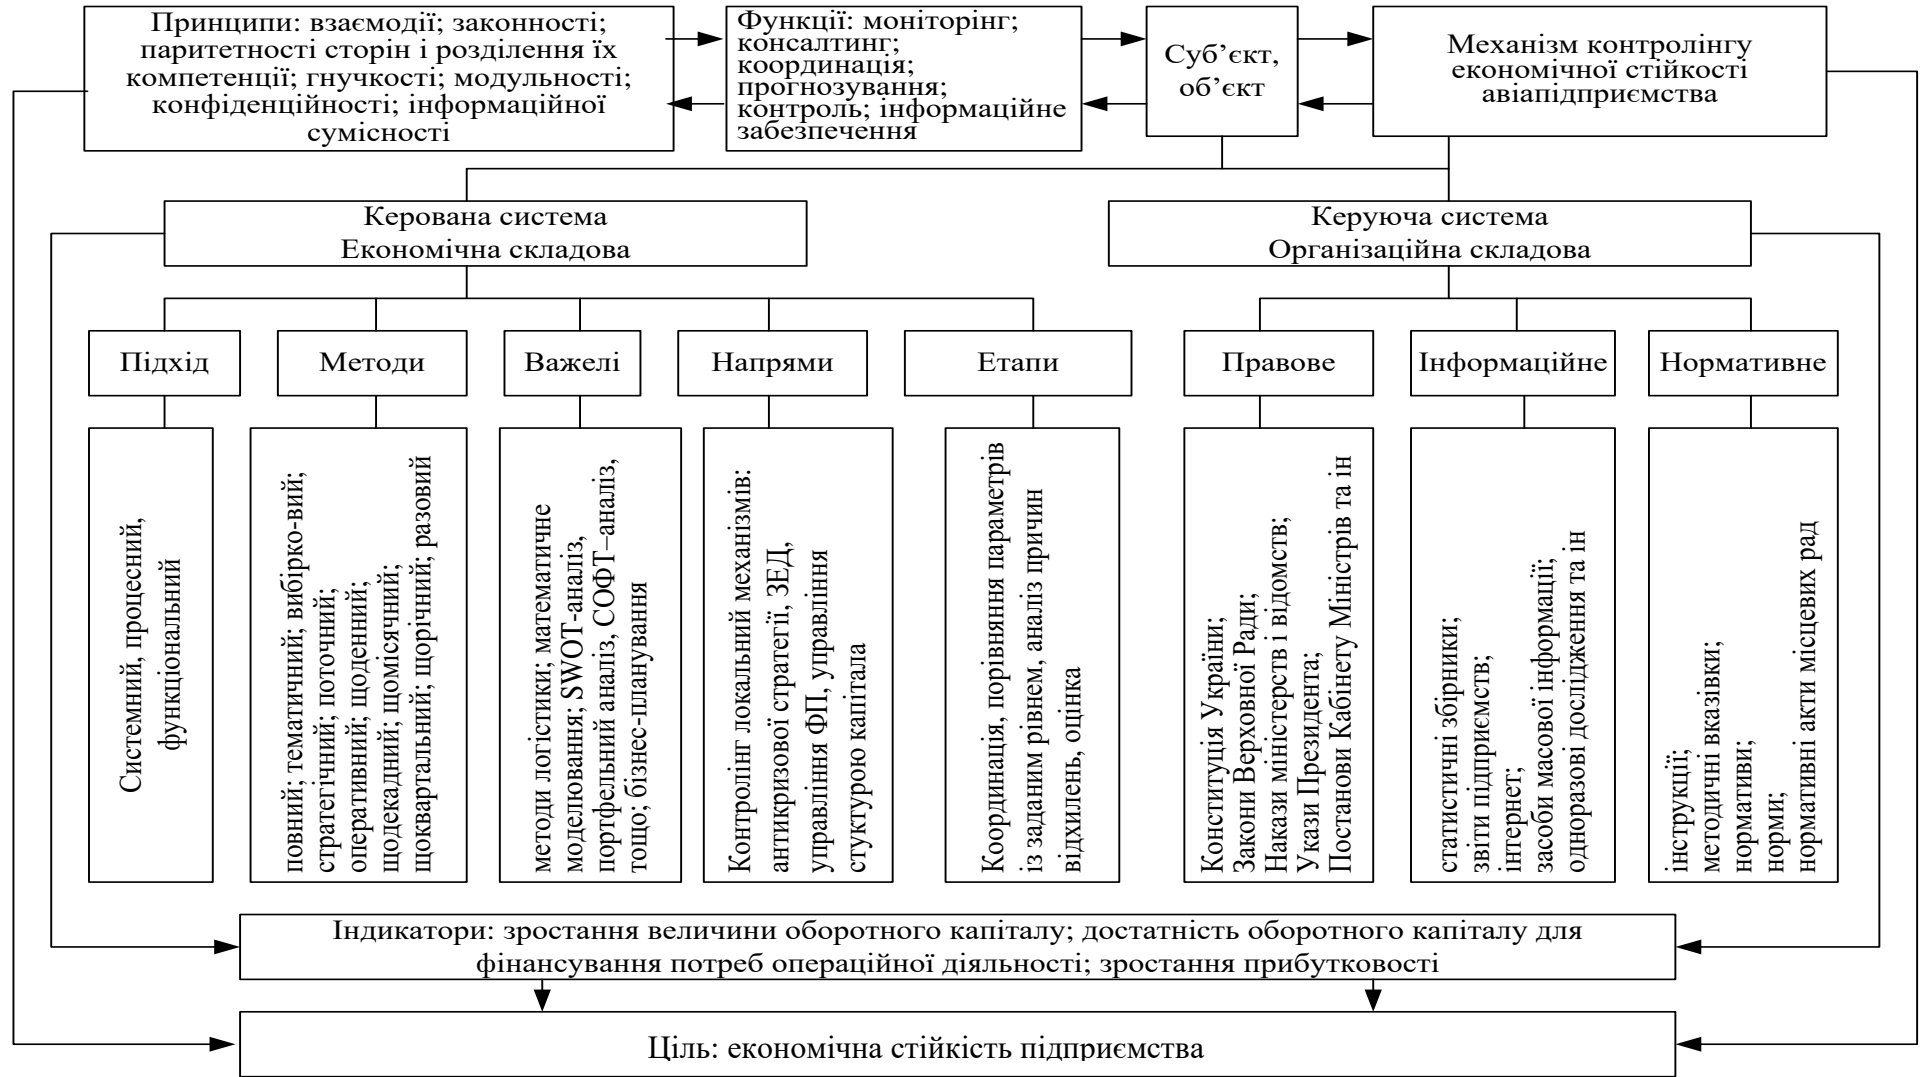 Принципи: взаємодії; законності;
паритетності сторін і розділення їх
компетенції; гнучкості; модульності;
конфіденційності; інформаційної
сумісності
Функції: моніторінг;
консалтинг;
координація;
прогнозування;
контроль; інформаційне
забезпечення
Суб’єкт,
об’єкт
Механізм контролінгу
економічної стійкості
авіапідприємства
Керована система
Економічна складова
Керуюча система
Організаційна складова
Підхід
Методи
Важелі
Напрями
Етапи
Правове
Інформаційне
Нормативне
Системний, процесний,
функціональний
повний; тематичний; вибірко-вий;
стратегічний; поточний;
оперативний; щоденний;
щодекадний; щомісячний;
щоквартальний; щорічний; разовий
методи логістики; математичне
моделювання; SWOT-аналіз,
портфельний аналіз, СОФТ–аналіз,
тощо; бізнес-планування
Контролінг локальний механізмів:
антикризової стратегії, ЗЕД,
управління ФП, управління
стуктурою капітала
Координація, порівняння параметрів
із заданим рівнем, аналіз причин
відхилень, оцінка
Конституція України;
Закони Верховної Ради;
Накази міністерств і відомств;
Укази Президента;
Постанови Кабінету Міністрів та ін
статистичні збірники;
звіти підприємств;
інтернет;
засоби масової інформації;
одноразові дослідження та ін
інструкції;
методичні вказівки;
нормативи;
норми;
нормативні акти місцевих рад
Індикатори: зростання величини оборотного капіталу; достатність оборотного капіталу для
фінансування потреб операційної діяльності; зростання прибутковості
Ціль: економічна стійкість підприємства